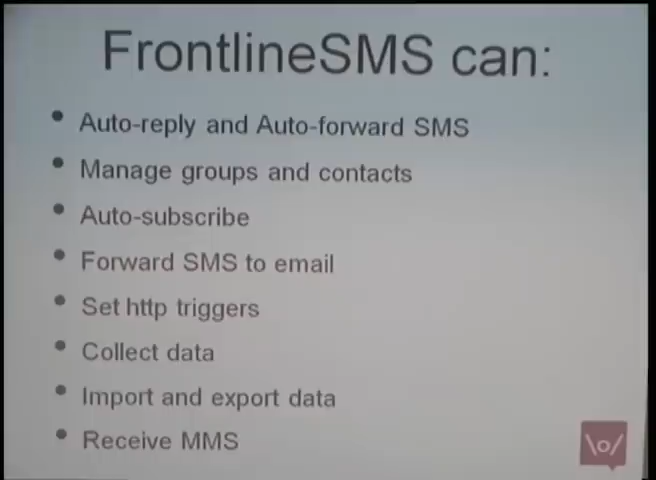 FrontlineSMS can:
• Auto-reply and Auto-forward SMS
• Manage groups and contacts
• Auto-subscribe
• Forward SMS to email
• Set http triggers
• Collect data
• Import and export data
• Receive MMS
\o/